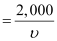 = 2,000 / υ